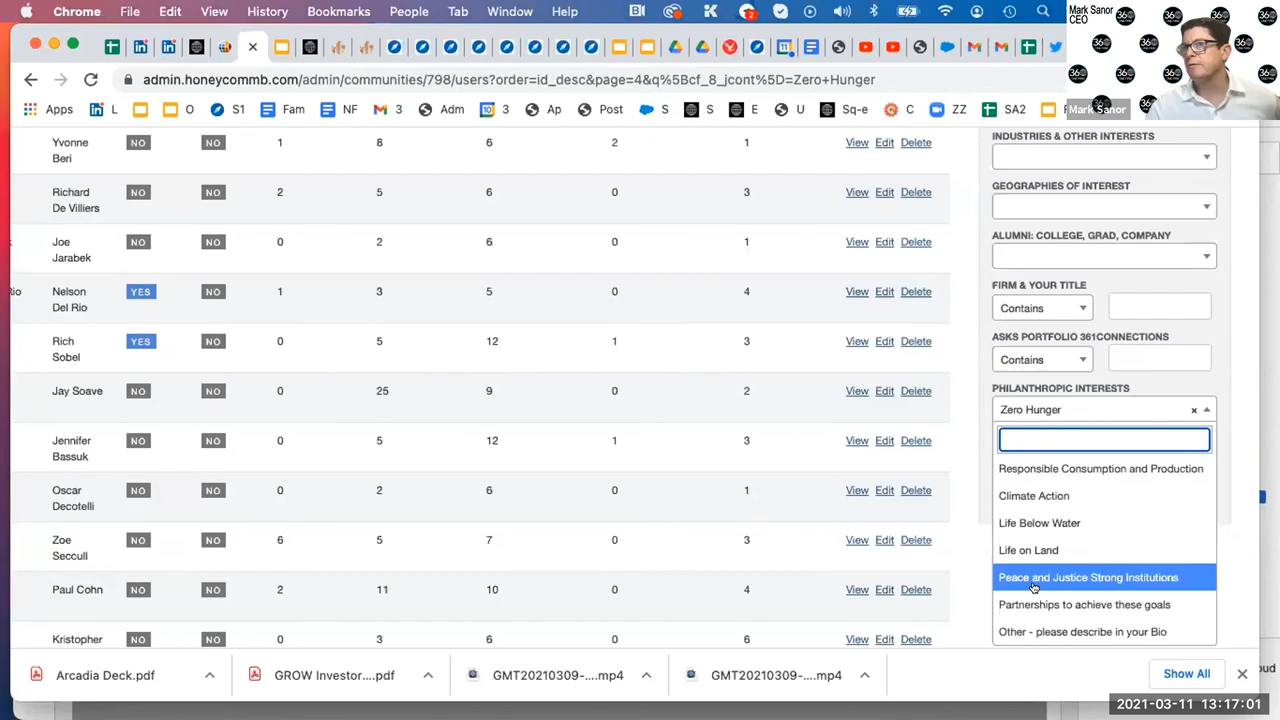 Chrome File Edit View History Bookmarks People Tab Window Help
Mark Sanor
CEO
admin.honeycommb.com/admin/communities/798/users?order=id_desc&page=4&q%5Bcf_8_jcont%5D=Zero+Hunger
Apps L O S1 Fam NF 3 Adm 3 Ap Post S S E U Sq-e C ZZ SA2
Mark Sanor
Yvonne Beri NO NO 1 8 6 2 1 View Edit Delete
Richard De Villiers NO NO 2 5 6 0 3 View Edit Delete
Joe Jarabek NO NO 0 2 6 0 1 View Edit Delete
Rio Nelson Del Rio YES NO 1 3 5 0 4 View Edit Delete
Rich Sobel YES NO 0 5 12 1 3 View Edit Delete
Jay Soave NO NO 0 25 9 0 2 View Edit Delete
Jennifer Bassuk NO NO 0 5 12 1 3 View Edit Delete
Oscar Decotelli NO NO 0 2 6 0 1 View Edit Delete
Zoe Seccull NO NO 6 5 7 0 3 View Edit Delete
Paul Cohn NO NO 2 11 10 0 4 View Edit Delete
Kristopher NO NO 0 3 6 0 6 View Edit Delete
INDUSTRIES & OTHER INTERESTS
GEOGRAPHIES OF INTEREST
ALUMNI: COLLEGE, GRAD, COMPANY
FIRM & YOUR TITLE
Contains
ASKS PORTFOLIO 361CONNECTIONS
Contains
PHILANTHROPIC INTERESTS
Zero Hunger ×
Responsible Consumption and Production
Climate Action
Life Below Water
Life on Land
Peace and Justice Strong Institutions
Partnerships to achieve these goals
Other - please describe in your Bio
Arcadia Deck.pdf GROW Investor....pdf GMT20210309-....mp4 GMT20210309-....mp4 Show All
2021-03-11 13:17:01